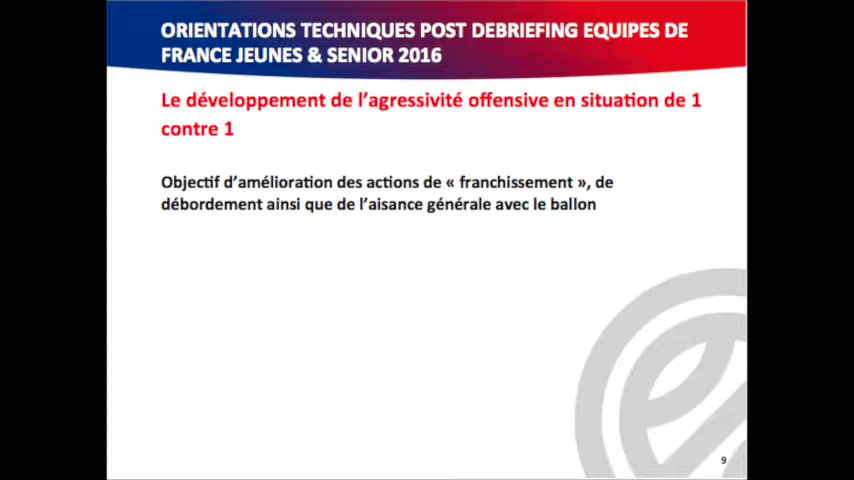 ORIENTATIONS TECHNIQUES POST DEBRIEFING EQUIPES DE
FRANCE JEUNES & SENIOR 2016
Le développement de l’agressivité offensive en situation de 1
contre 1
Objectif d’amélioration des actions de « franchissement », de
débordement ainsi que de l’aisance générale avec le ballon
9